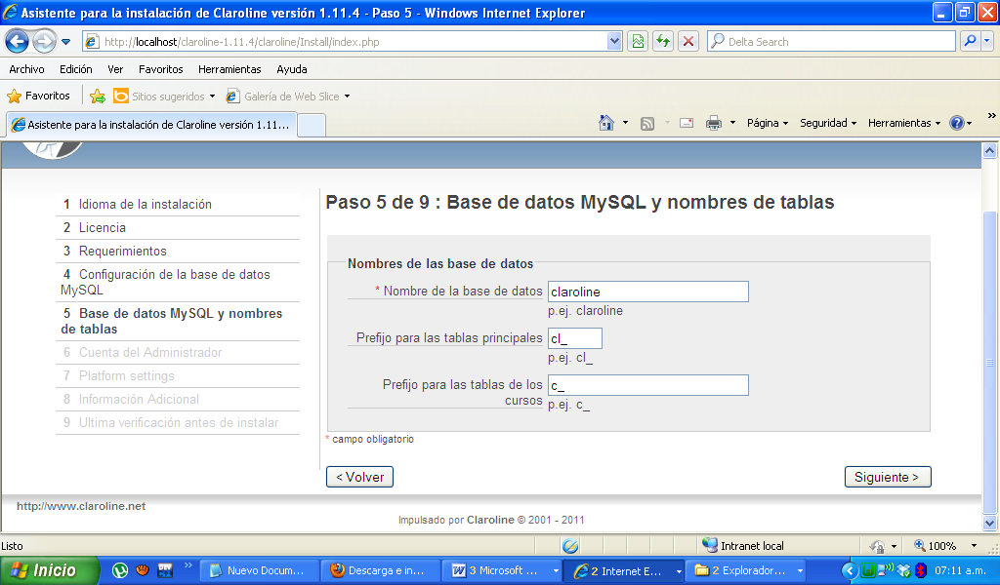 Asistente para la instalación de Claroline versión 1.11.4 - Paso 5 - Windows Internet Explorer
http://localhost/claroline-1.11.4/claroline/Install/index.php
Delta Search
Archivo Edición Ver Favoritos Herramientas Ayuda
Favoritos Sitios sugeridos Galería de Web Slice
Asistente para la instalación de Claroline versión 1.11... Página Seguridad Herramientas »
1 Idioma de la instalación
2 Licencia
3 Requerimientos
4 Configuración de la base de datos
MySQL
5 Base de datos MySQL y nombres
de tablas
6 Cuenta del Administrador
7 Platform settings
8 Información Adicional
9 Ultima verificación antes de instalar
Paso 5 de 9 : Base de datos MySQL y nombres de tablas
Nombres de las base de datos
* Nombre de la base de datos claroline
p.ej. claroline
Prefijo para las tablas principales cl_
p.ej. cl_
Prefijo para las tablas de los
cursos
c_
p.ej. c_
* campo obligatorio
< Volver Siguiente >
http://www.claroline.net
Impulsado por Claroline © 2001 - 2011
Listo Intranet local 100%
Inicio » Nuevo Docum... Descarga e in... 3 Microsoft ... 2 Internet E... 2 Explorador... 07:11 a.m.